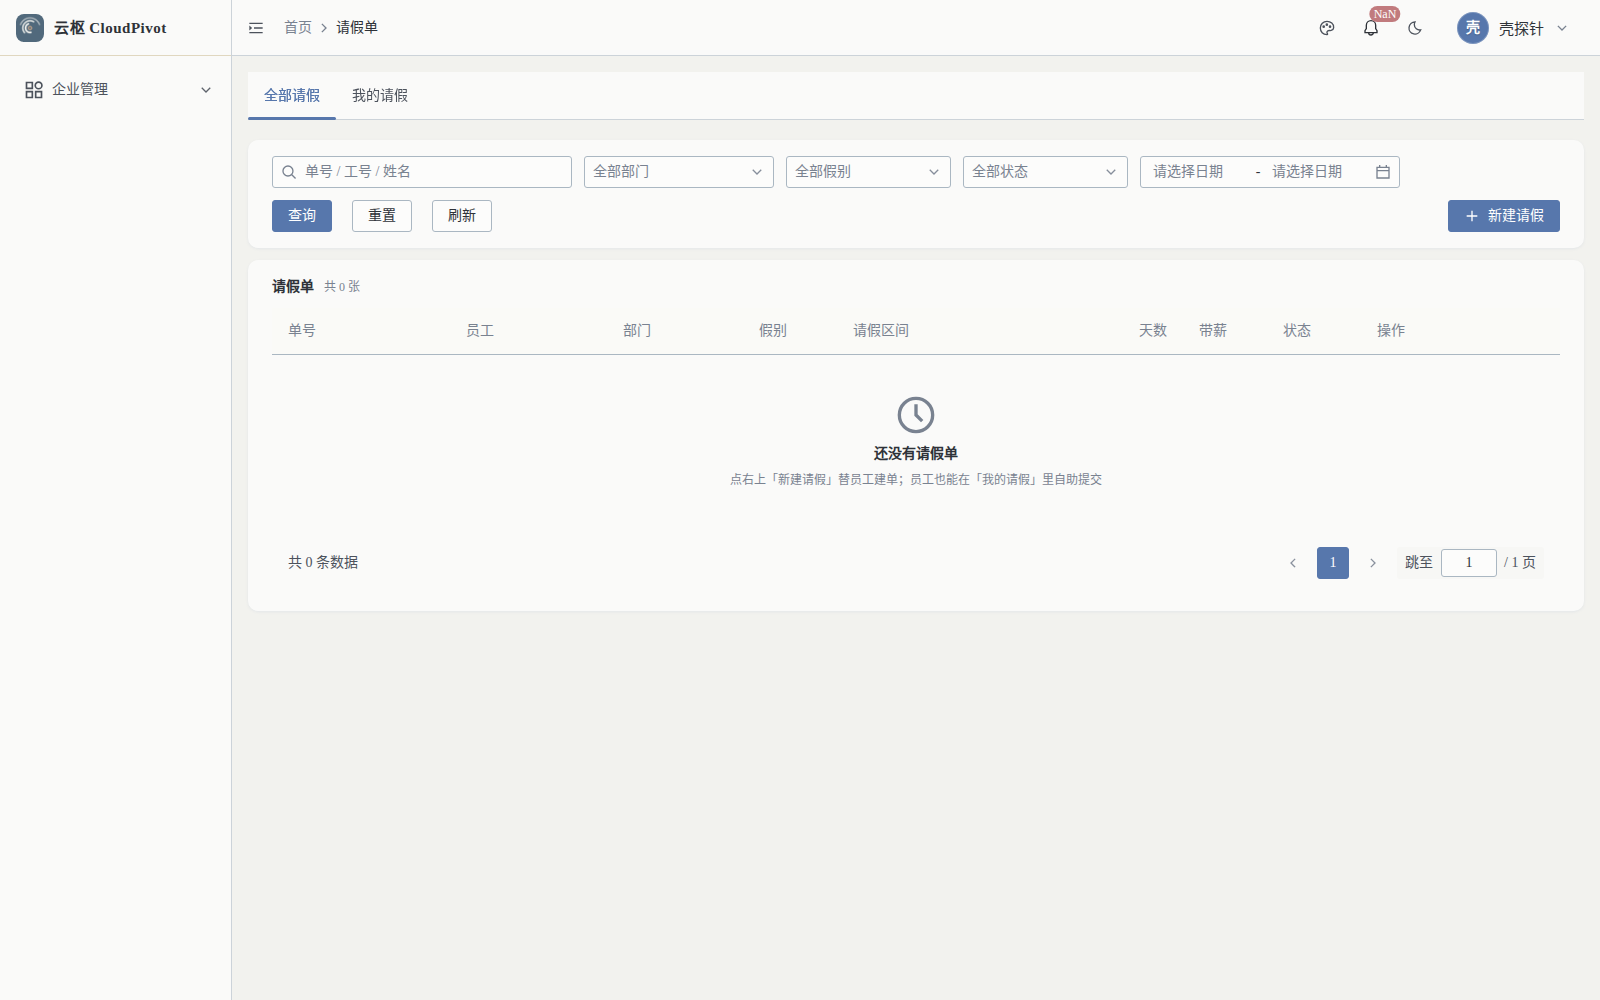 云枢 CloudPivot
首页 > 请假单
NaN
壳 壳探针
企业管理
全部请假 我的请假
单号 / 工号 / 姓名 全部部门 全部假别 全部状态 请选择日期 - 请选择日期
查询 重置 刷新 新建请假
请假单 共 0 张
单号 员工 部门 假别 请假区间 天数 带薪 状态 操作
还没有请假单
点右上「新建请假」替员工建单；员工也能在「我的请假」里自助提交
共 0 条数据 1 跳至 1 / 1 页